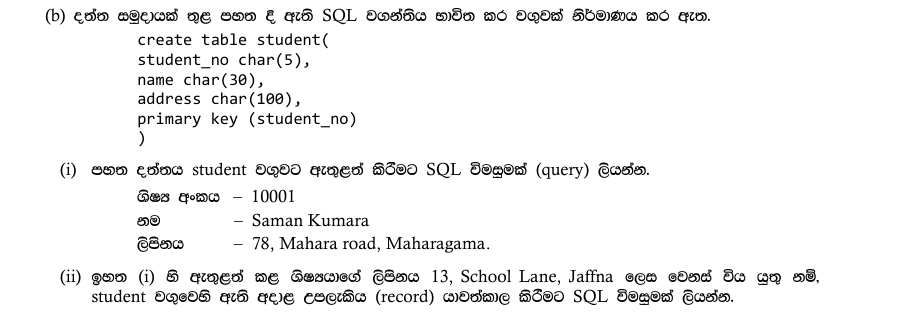 (b) දත්ත සමුදායක් තුළ පහත දී ඇති SQL වගන්තිය භාවිත කර වගුවක් නිර්මාණය කර ඇත.
create table student(
student_no char(5),
name char(30),
address char(100),
primary key (student_no)
)
(i) පහත දත්තය student වගුවට ඇතුළත් කිරීමට SQL විමසුමක් (query) ලියන්න.
ශිෂ්‍ය අංකය – 10001
නම – Saman Kumara
ලිපිනය – 78, Mahara road, Maharagama.
(ii) ඉහත (i) හි ඇතුළත් කළ ශිෂ්‍යයාගේ ලිපිනය 13, School Lane, Jaffna ලෙස වෙනස් විය යුතු නම්,
student වගුවෙහි ඇති අදාළ උපලැකිය (record) යාවත්කාල කිරීමට SQL විමසුමක් ලියන්න.